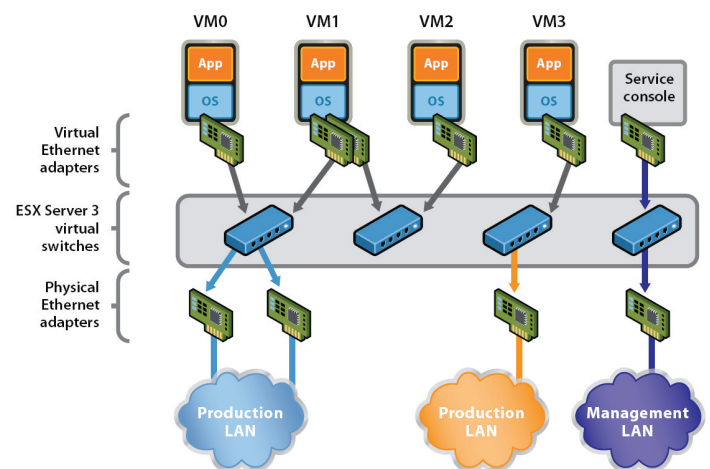 VM0
VM1
VM2
VM3
App
App
App
App
OS
OS
OS
OS
Service
console
Virtual
Ethernet
adapters
ESX Server 3
virtual
switches
Physical
Ethernet
adapters
Production
LAN
Production
LAN
Management
LAN